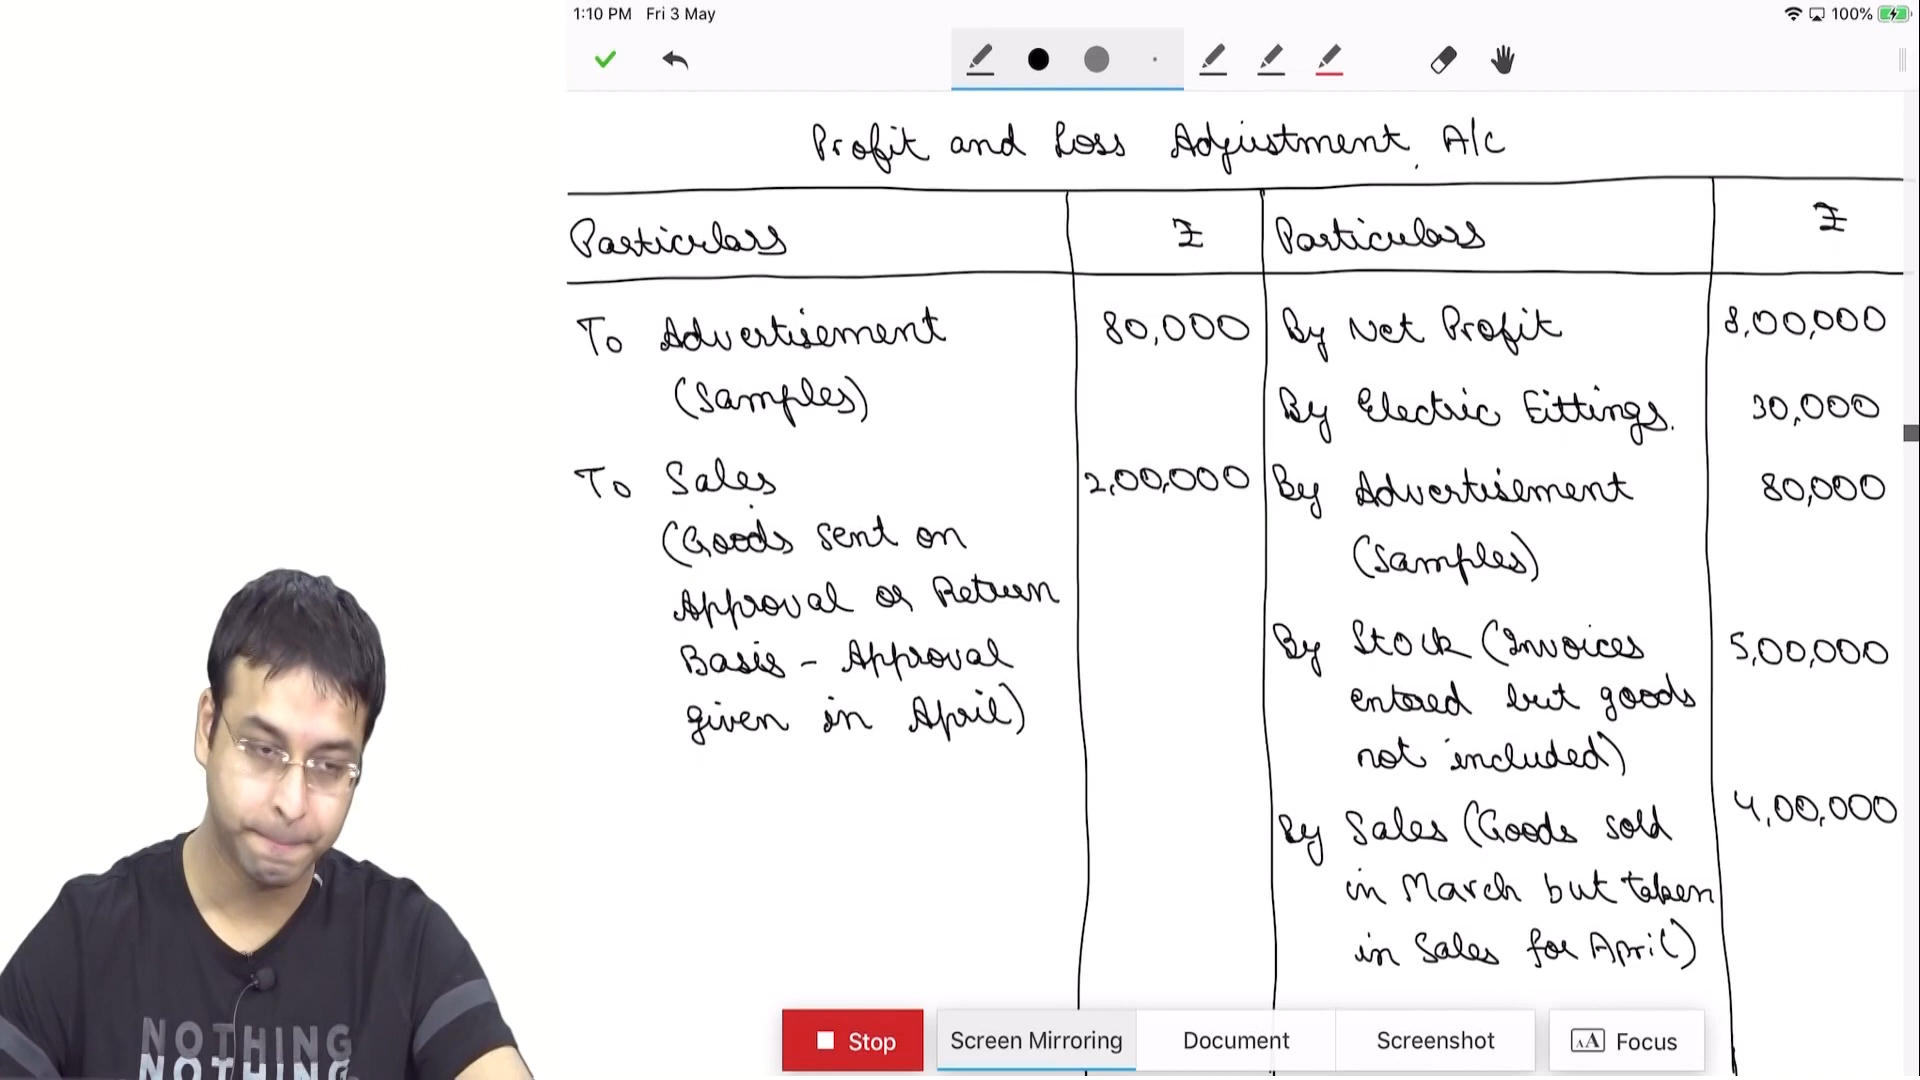 1:10 PM Fri 3 May
100%
Profit and Loss Adjustment A/c
Particulars ₹ Particulars ₹
To Advertisement 80,000 By Net Profit 8,00,000
(Samples)
By Electric Fittings. 30,000
To Sales 2,00,000 By Advertisement 80,000
(Goods sent on
(Samples)
Approval or Return
Basis - Approval
By Stock (Invoices 5,00,000
given in April)
entered but goods
not included)
By Sales (Goods sold 4,00,000
in March but taken
in Sales for April)
Stop Screen Mirroring Document Screenshot AA Focus
NOTHING
NOTHING